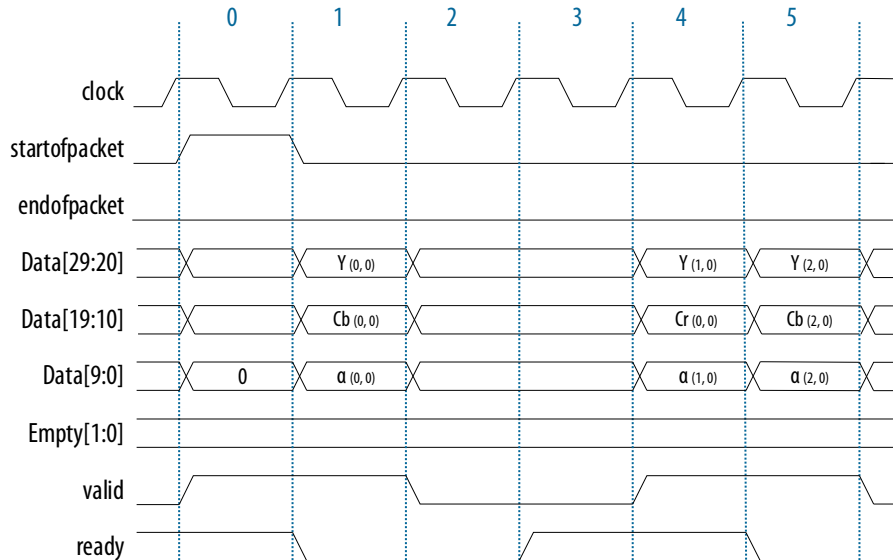 0 1 2 3 4 5
clock
startofpacket
endofpacket
Data[29:20] Y (0, 0) Y (1, 0) Y (2, 0)
Data[19:10] Cb (0, 0) Cr (0, 0) Cb (2, 0)
Data[9:0] 0 α (0, 0) α (1, 0) α (2, 0)
Empty[1:0]
valid
ready